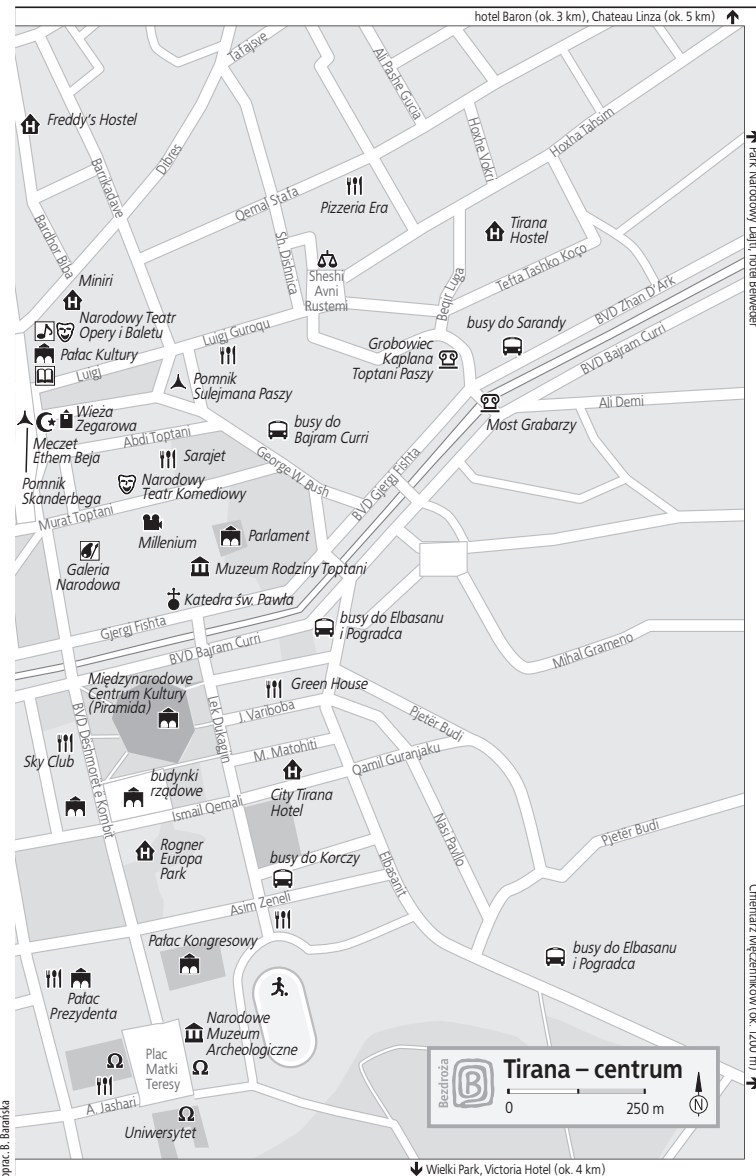 hotel Baron (ok. 3 km), Chateau Linza (ok. 5 km)
Tafajsve
Ali Pashe Gucia
Freddy's Hostel
Hoxhe Vokri
Hoxha Tahsim
Park Narodowy Dajti, hotel Belweder
Barrikadave
Dibres
Qemal Stafa
Pizzeria Era
Bardhor Biba
Sh. Dishnica
Tirana
Hostel
Sheshi
Avni
Rustemi
Beqir Luga
Tefta Tashko Koço
Miniri
BVD Zhan D'Ark
Narodowy Teatr
Opery i Baletu
Luigi Guroqu
busy do Sarandy
Pałac Kultury
Grobowiec
Kaplana
Toptani Paszy
BVD Bajram Curri
Luigj
Pomnik
Sulejmana Paszy
Ali Demi
Wieża
Zegarowa
busy do
Bajram Curri
Most Grabarzy
Meczet
Ethem Beja
Abdi Toptani
Sarajet
George W. Bush
BVD Gjergj Fishta
Pomnik
Skanderbega
Narodowy
Teatr Komediowy
Murat Toptani
Millenium
Parlament
Galeria
Narodowa
Muzeum Rodziny Toptani
Katedra św. Pawła
Gjergj Fishta
busy do Elbasanu
i Pogradca
BVD Bajram Curri
Mihal Grameno
Międzynarodowe
Centrum Kultury
(Piramida)
Green House
BVD Deshmoret e Kombit
Lek Dukagjin
J. Variboba
Pjetër Budi
Sky Club
M. Matohiti
Qamil Guranjaku
budynki
rządowe
City Tirana
Hotel
Ismail Qemali
Nasi Pavllo
Pjetër Budi
Rogner
Europa
Park
busy do Korczy
Elbasanit
Asim Zeneli
Cmentarz Męczenników (ok. 1200 m)
Pałac Kongresowy
busy do Elbasanu
i Pogradca
Pałac
Prezydenta
Narodowe
Muzeum
Archeologiczne
Plac
Matki
Teresy
A. Jashari
Uniwersytet
Bezdroża
B
Tirana – centrum
0
250 m
N
oprac. B. Barańska
Wielki Park, Victoria Hotel (ok. 4 km)